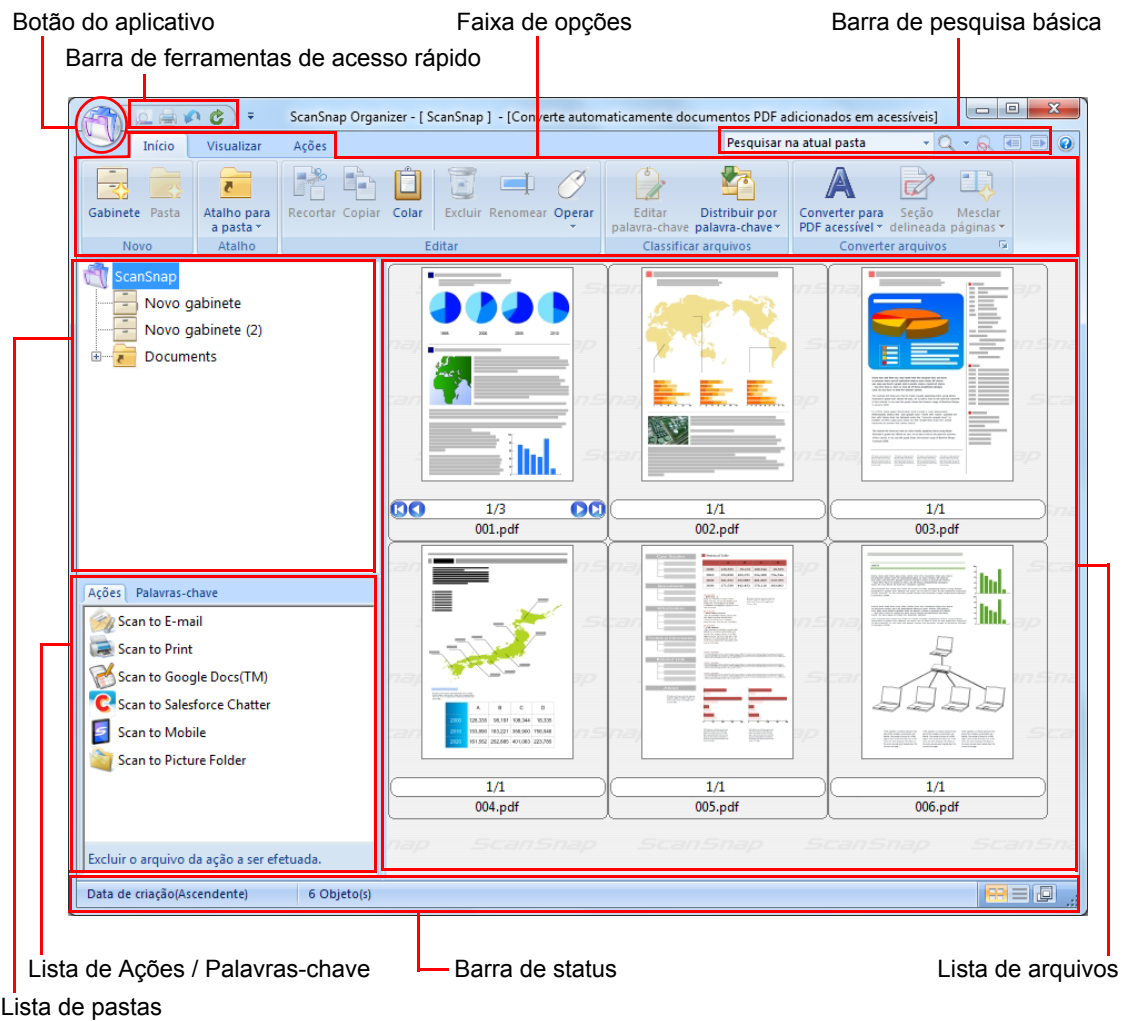 Botão do aplicativo
Faixa de opções
Barra de pesquisa básica
Barra de ferramentas de acesso rápido
ScanSnap Organizer - [ ScanSnap ] - [Converte automaticamente documentos PDF adicionados em acessíveis]
Início Visualizar Ações
Pesquisar na atual pasta
Gabinete Pasta Atalho para a pasta Recortar Copiar Colar Excluir Renomear Operar Editar palavra-chave Distribuir por palavra-chave Converter para PDF acessível Seção delineada Mesclar páginas
Novo Atalho Editar Classificar arquivos Converter arquivos
ScanSnap
Novo gabinete
Novo gabinete (2)
Documents
1/3 1/1 1/1
001.pdf 002.pdf 003.pdf
Ações Palavras-chave
Scan to E-mail
Scan to Print
Scan to Google Docs(TM)
Scan to Salesforce Chatter
Scan to Mobile
Scan to Picture Folder
Excluir o arquivo da ação a ser efetuada.
A B C D
1/1 1/1 1/1
004.pdf 005.pdf 006.pdf
ScanSnap ScanSnap ScanSnap
Data de criação(Ascendente) 6 Objeto(s)
Lista de Ações / Palavras-chave
Barra de status
Lista de arquivos
Lista de pastas